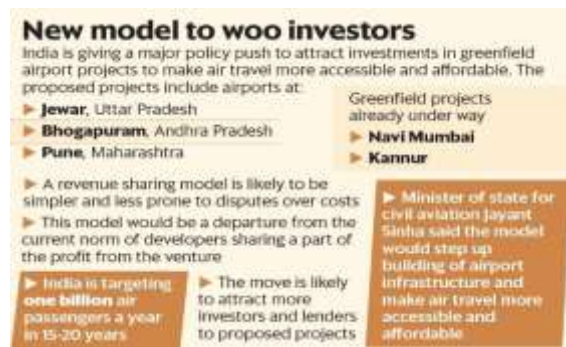 New model to woo investors
India is giving a major policy push to attract investments in greenfield
airport projects to make air travel more accessible and affordable. The
proposed projects include airports at:
▶ Jewar, Uttar Pradesh
▶ Bhogapuram, Andhra Pradesh
▶ Pune, Maharashtra
Greenfield projects
already under way
▶ Navi Mumbai
▶ Kannur
▶ A revenue sharing model is likely to be
simpler and less prone to disputes over costs
▶ This model would be a departure from the
current norm of developers sharing a part of
the profit from the venture
▶ India is targeting
one billion air
passengers a year
in 15-20 years
▶ The move is likely
to attract more
investors and lenders
to proposed projects
▶ Minister of state for
civil aviation Jayant
Sinha said the model
would step up
building of airport
infrastructure and
make air travel more
accessible and
affordable